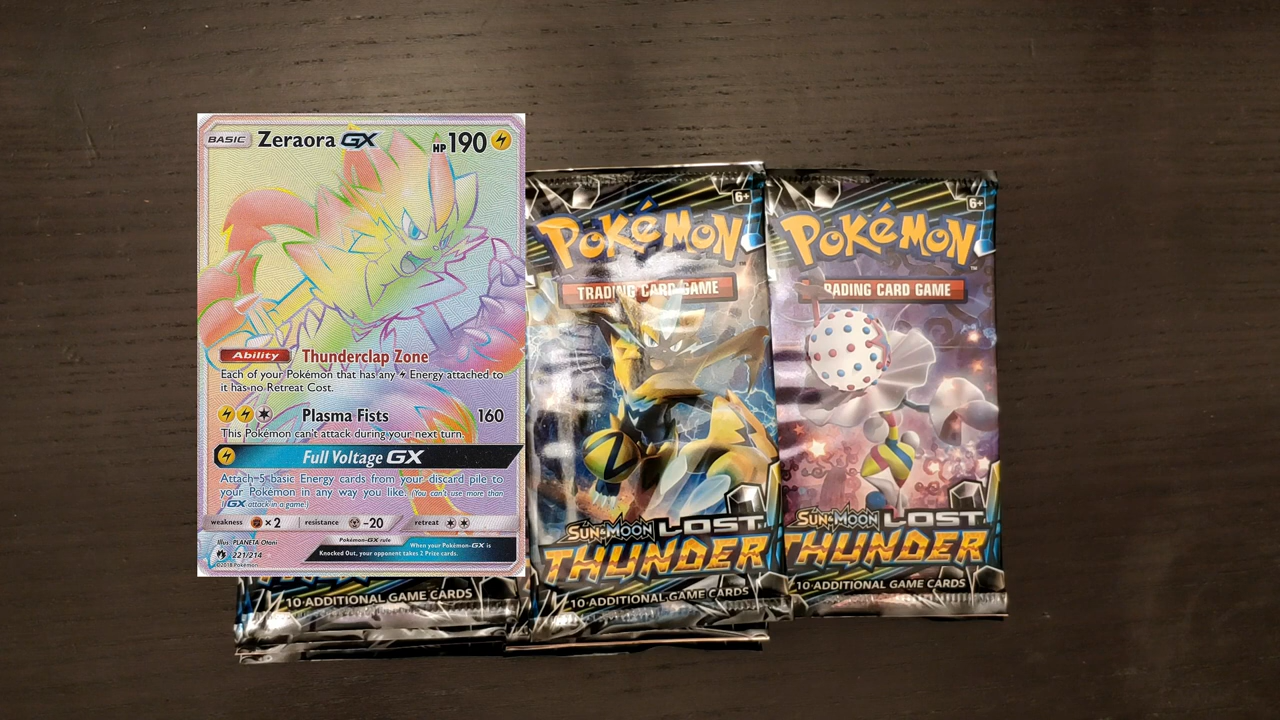 BASIC Zeraora GX HP 190
Ability Thunderclap Zone
Each of your Pokémon that has any Energy attached to
it has no Retreat Cost.
Plasma Fists 160
This Pokémon can't attack during your next turn.
Full Voltage GX
Attach 5 basic Energy cards from your discard pile to
your Pokémon in any way you like. (You can't use more than
1 GX attack in a game.)
weakness ×2 resistance -20 retreat
Illus. PLANETA Otani
221/214
©2018 Pokémon
Pokémon-GX rule
When your Pokémon-GX is
Knocked Out, your opponent takes 2 Prize cards.
10 ADDITIONAL GAME CARDS
6+
POKéMON
TRADING CARD GAME
SUN & MOON LOST
THUNDER
10 ADDITIONAL GAME CARDS
6+
POKéMON
TM
RADING CARD GAME
SUN & MOON LOST
THUNDER
10 ADDITIONAL GAME CARDS